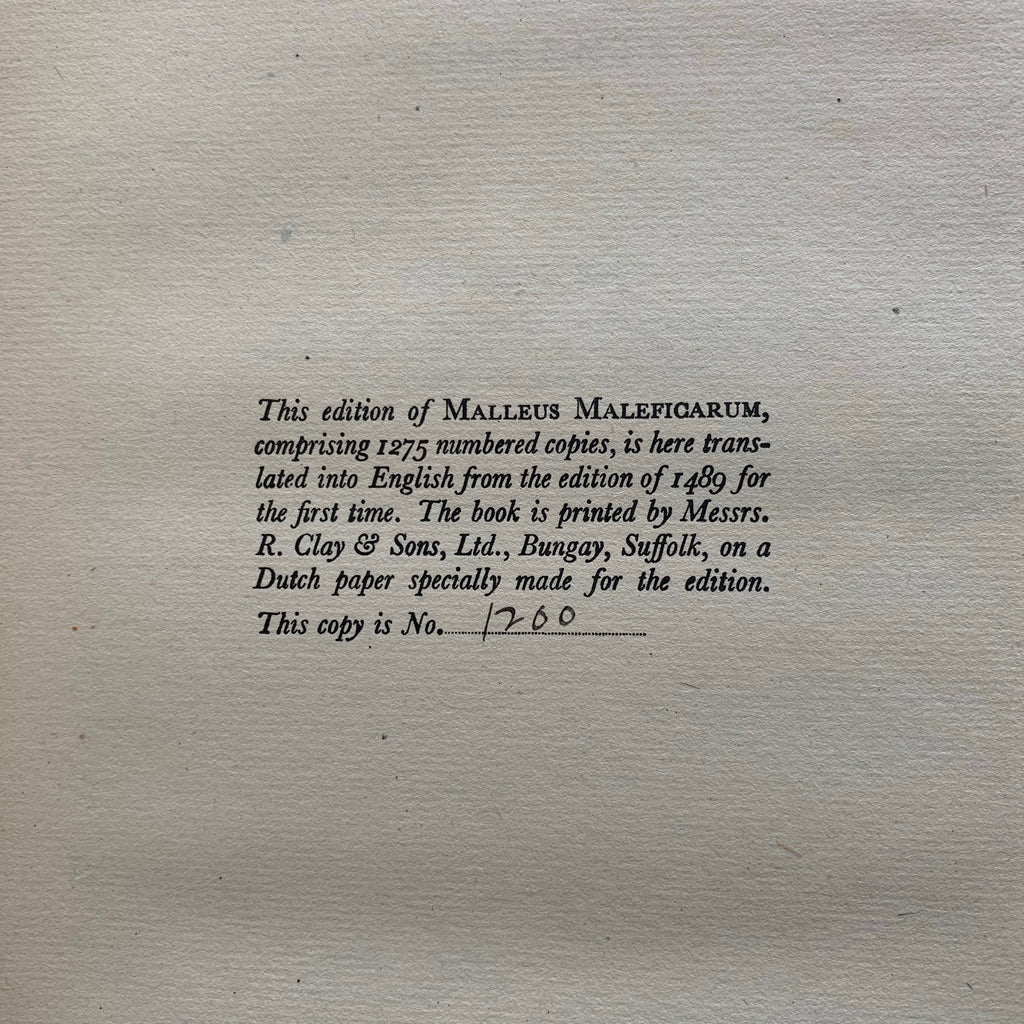 This edition of MALLEUS MALEFICARUM,
comprising 1275 numbered copies, is here trans-
lated into English from the edition of 1489 for
the first time. The book is printed by Messrs.
R. Clay & Sons, Ltd., Bungay, Suffolk, on a
Dutch paper specially made for the edition.
This copy is No. 1200